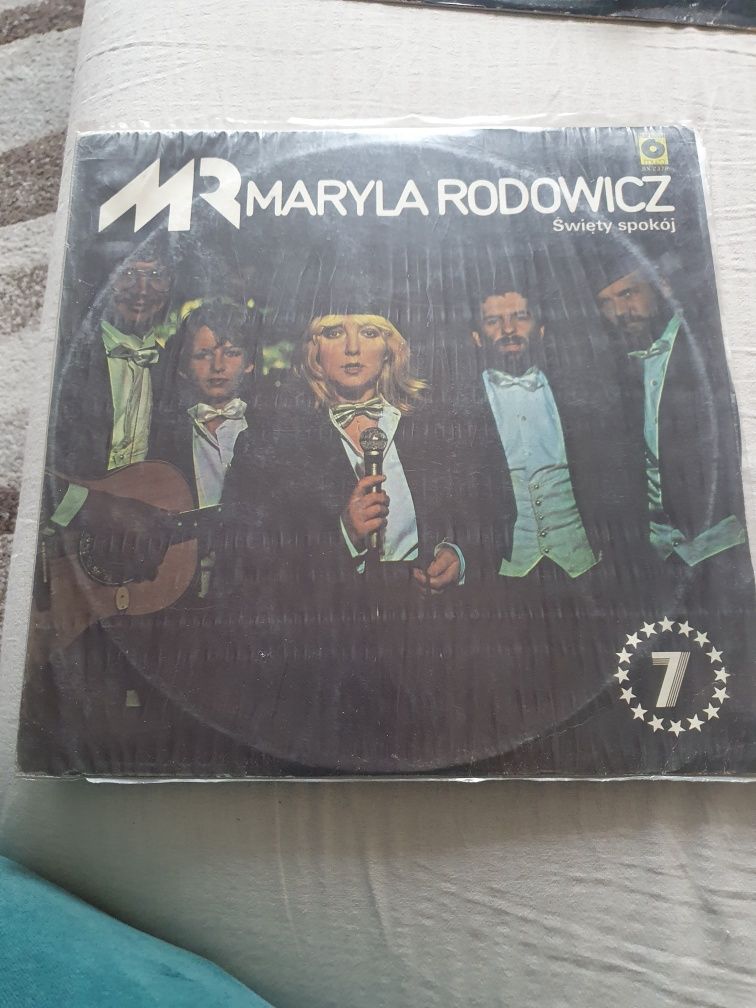 MR MARYLA RODOWICZ
Święty spokój
7